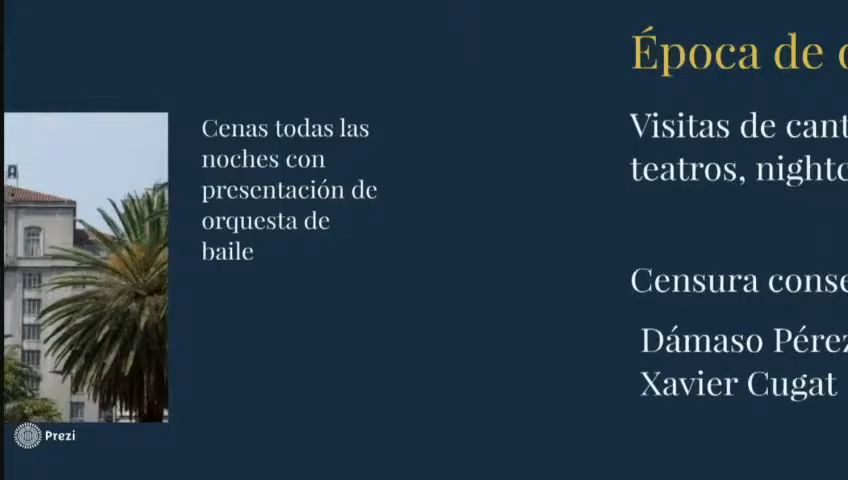 Cenas todas las
noches con
presentación de
orquesta de
baile
Época de
Visitas de
teatros,
Censura
Dámaso
Xavier Cugat
Prezi